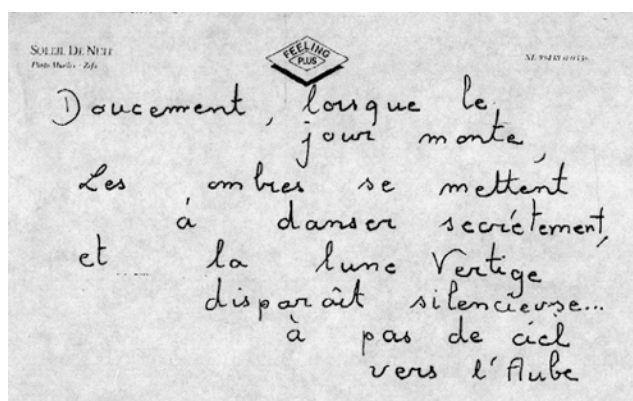 SOLEIL DE NUIT
FEELING
PLUS
Doucement, lorsque le
jour monte,
Les ombres se mettent
à danser secrétement,
et la lune Vertige
disparaît silencieuse...
à pas de ciel
vers l'Aube